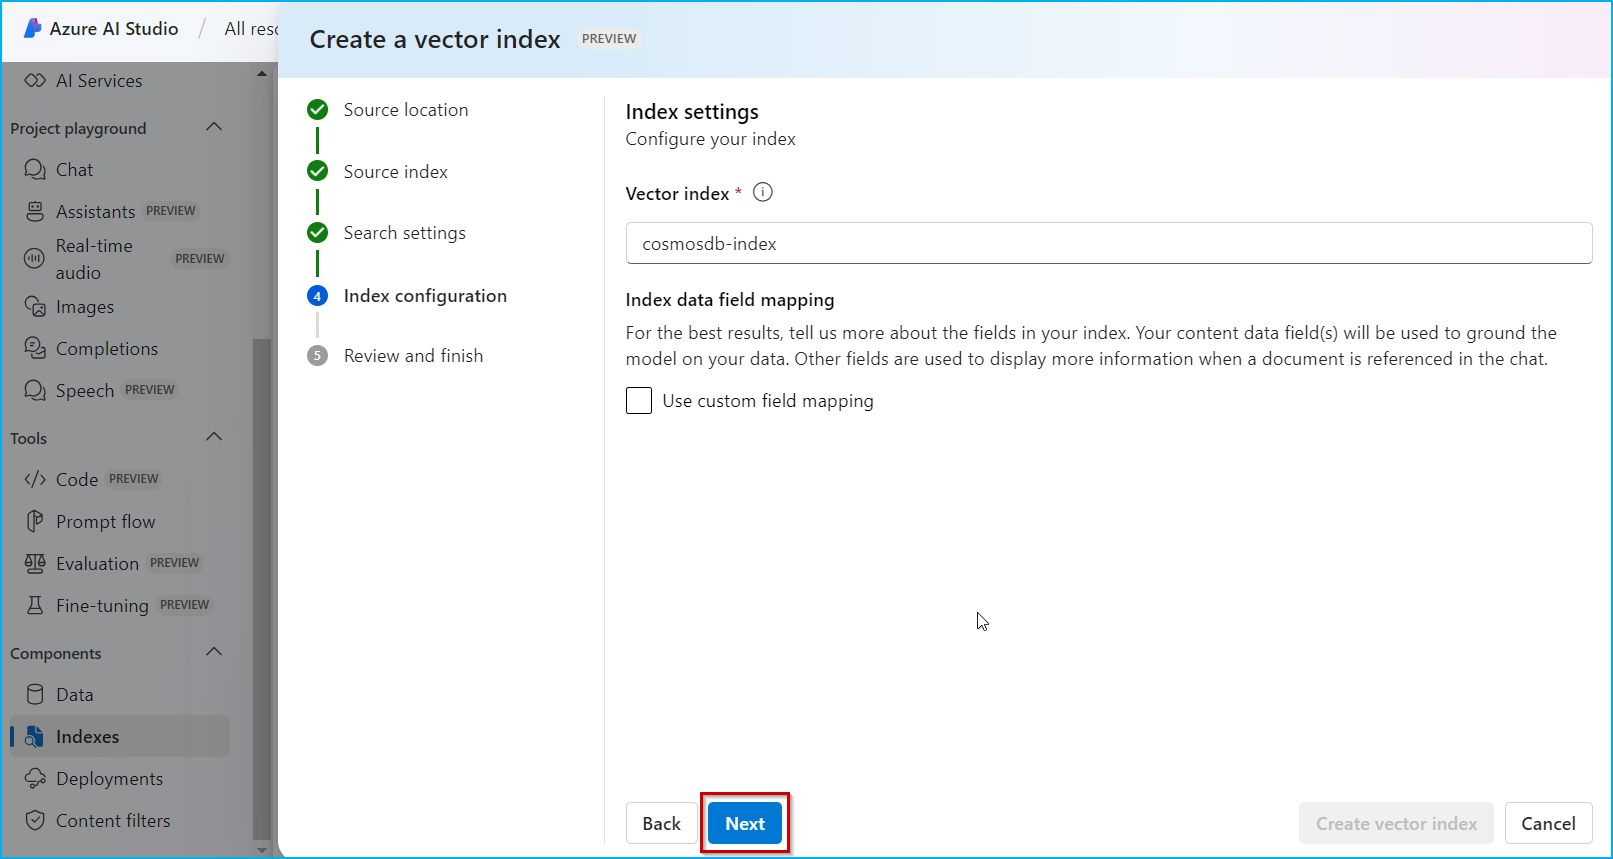 Azure AI Studio / All reso
AI Services
Project playground
Chat
Assistants PREVIEW
Real-time
audio PREVIEW
Images
Completions
Speech PREVIEW
Tools
Code PREVIEW
Prompt flow
Evaluation PREVIEW
Fine-tuning PREVIEW
Components
Data
Indexes
Deployments
Content filters
Create a vector index PREVIEW
Source location
Source index
Search settings
4 Index configuration
5 Review and finish
Index settings
Configure your index
Vector index *
cosmosdb-index
Index data field mapping
For the best results, tell us more about the fields in your index. Your content data field(s) will be used to ground the
model on your data. Other fields are used to display more information when a document is referenced in the chat.
Use custom field mapping
Back Next Create vector index Cancel